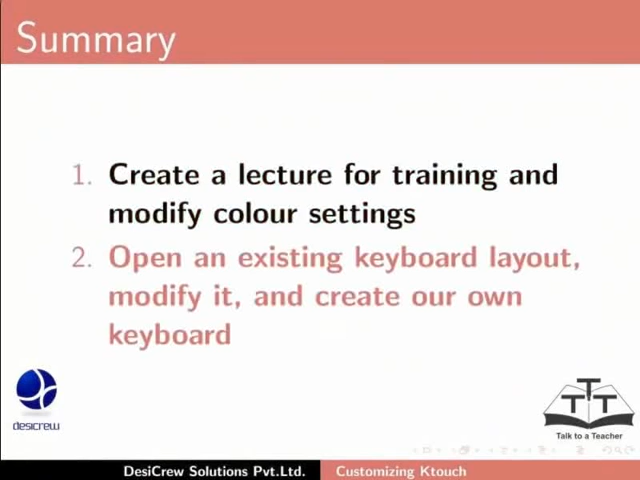 Summary
1. Create a lecture for training and
modify colour settings
2. Open an existing keyboard layout,
modify it, and create our own
keyboard
desicrew
TTT
Talk to a Teacher
DesiCrew Solutions Pvt.Ltd. Customizing Ktouch